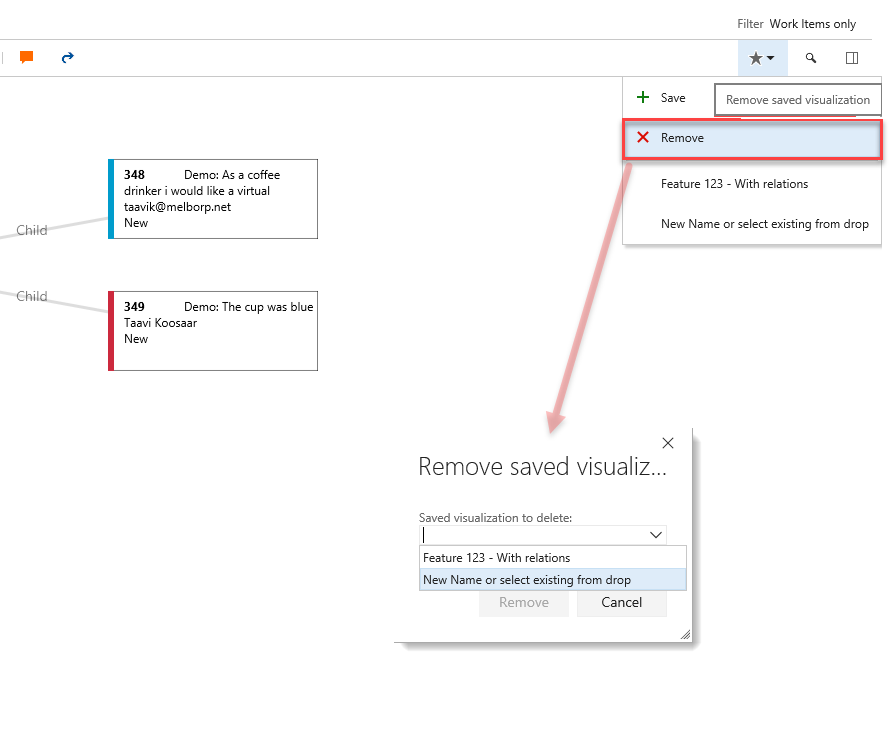 Filter Work Items only
Save
Remove saved visualization
Remove
Feature 123 - With relations
New Name or select existing from drop
Child
348 Demo: As a coffee
drinker i would like a virtual
taavik@melborp.net
New
Child
349 Demo: The cup was blue
Taavi Koosaar
New
Remove saved visualiz...
Saved visualization to delete:
Feature 123 - With relations
New Name or select existing from drop
Remove Cancel